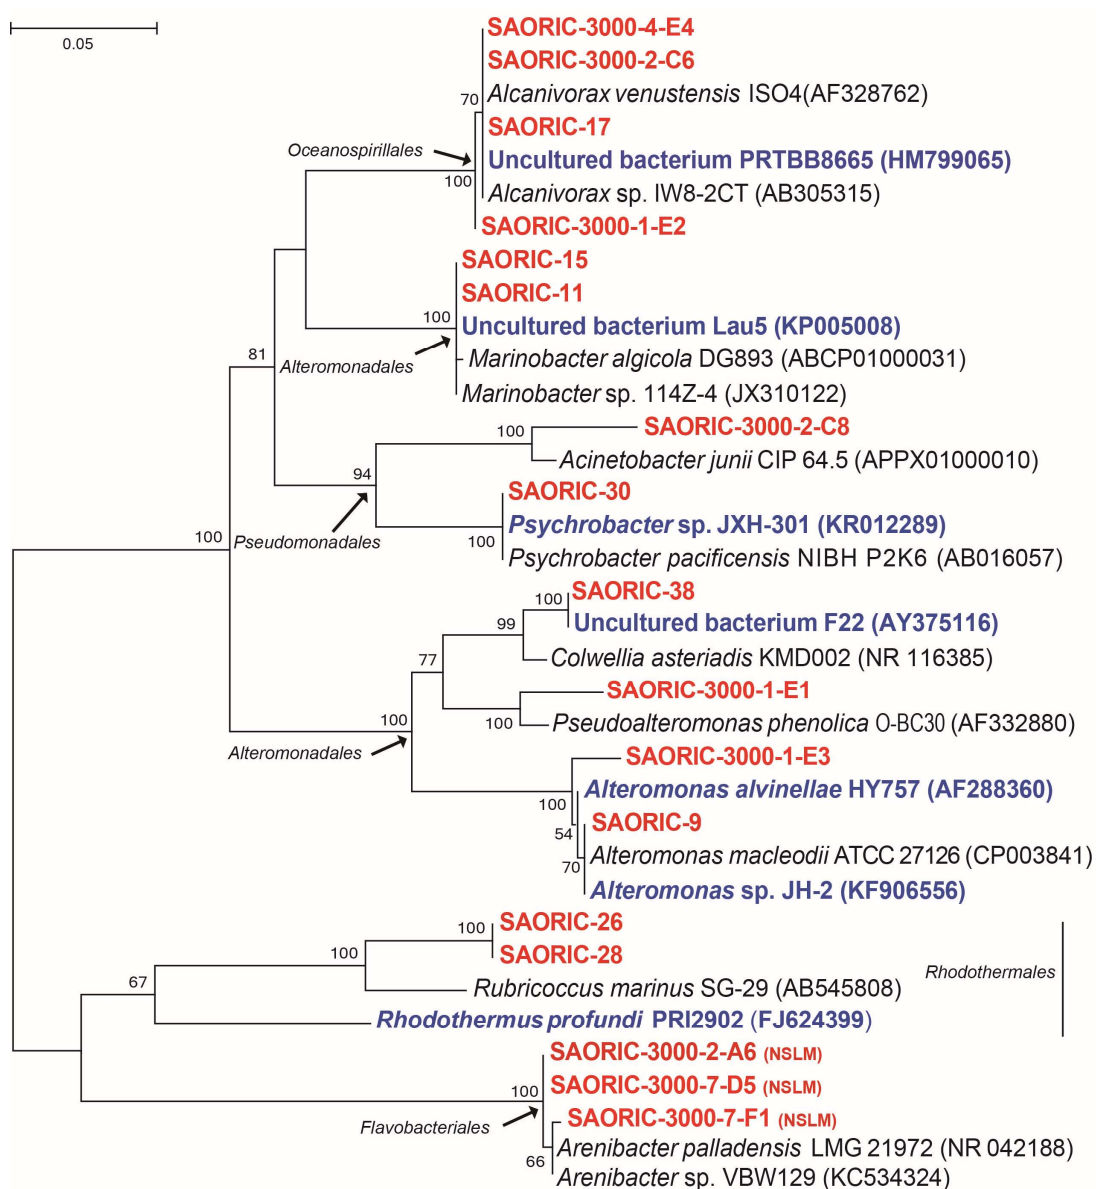 SAORIC-3000-4-E4
0.05
SAORIC-3000-2-C6
70
Alcanivorax venustensis ISO4(AF328762)
SAORIC-17
Oceanospirillales
Uncultured bacterium PRTBB8665 (HM799065)
100
Alcanivorax sp. IW8-2CT (AB305315)
SAORIC-3000-1-E2
SAORIC-15
SAORIC-11
100
Uncultured bacterium Lau5 (KP005008)
81
Alteromonadales
Marinobacter algicola DG893 (ABCP01000031)
Marinobacter sp. 114Z-4 (JX310122)
SAORIC-3000-2-C8
100
Acinetobacter junii CIP 64.5 (APPX01000010)
94
SAORIC-30
Psychrobacter sp. JXH-301 (KR012289)
100
Pseudomonadales
100
Psychrobacter pacificensis NIBH P2K6 (AB016057)
SAORIC-38
100
Uncultured bacterium F22 (AY375116)
99
77
Colwellia asteriadis KMD002 (NR 116385)
SAORIC-3000-1-E1
100
100
Pseudoalteromonas phenolica O-BC30 (AF332880)
Alteromonadales
SAORIC-3000-1-E3
Alteromonas alvinellae HY757 (AF288360)
100
SAORIC-9
54
Alteromonas macleodii ATCC 27126 (CP003841)
70
Alteromonas sp. JH-2 (KF906556)
SAORIC-26
100
100
SAORIC-28
Rhodothermales
67
Rubricoccus marinus SG-29 (AB545808)
Rhodothermus profundi PRI2902 (FJ624399)
SAORIC-3000-2-A6 (NSLM)
100
SAORIC-3000-7-D5 (NSLM)
SAORIC-3000-7-F1 (NSLM)
Flavobacteriales
Arenibacter palladensis LMG 21972 (NR 042188)
66
Arenibacter sp. VBW129 (KC534324)